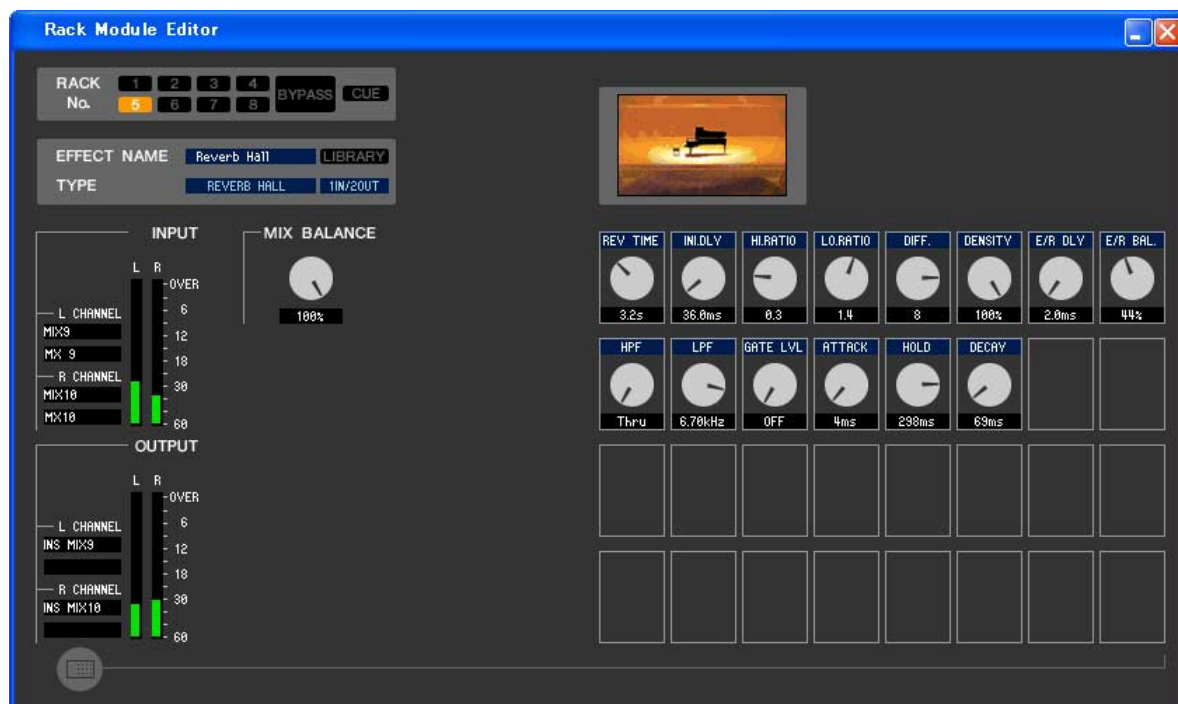 Rack Module Editor
RACK No.
1 2 3 4
5 6 7 8
BYPASS
CUE
EFFECT NAME Reverb Hall LIBRARY
TYPE REVERB HALL 1IN/2OUT
INPUT
L R
OVER
6
12
18
30
60
L CHANNEL
MIX9
MX 9
R CHANNEL
MIX10
MX10
MIX BALANCE
100%
OUTPUT
L R
OVER
6
12
18
30
60
L CHANNEL
INS MIX9
R CHANNEL
INS MIX10
REV TIME INI.DLY HI.RATIO LO.RATIO DIFF. DENSITY E/R DLY E/R BAL.
3.2s 36.0ms 0.3 1.4 8 100% 2.0ms 44%
HPF LPF GATE LVL ATTACK HOLD DECAY
Thru 6.70kHz OFF 4ms 298ms 69ms